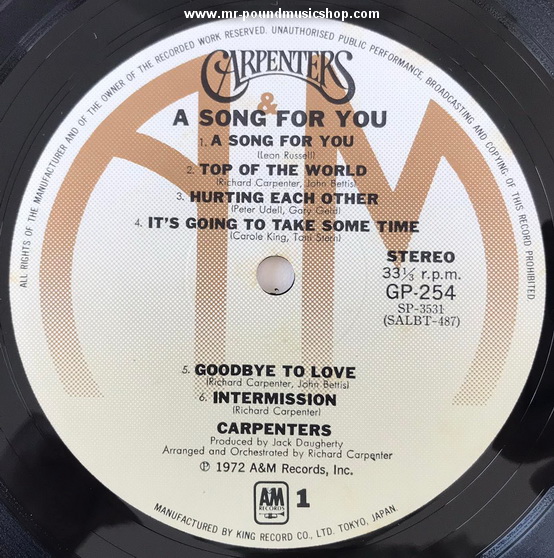 www.mr-poundmusicshop.com
ALL RIGHTS OF THE MANUFACTURER AND OF THE OWNER OF THE RECORDED WORK RESERVED. UNAUTHORISED PUBLIC PERFORMANCE, BROADCASTING AND COPYING OF THIS RECORD PROHIBITED
CARPENTERS
&
A SONG FOR YOU
1. A SONG FOR YOU
(Leon Russell)
2. TOP OF THE WORLD
(Richard Carpenter, John Bettis)
3. HURTING EACH OTHER
(Peter Udell, Gary Geld)
4. IT'S GOING TO TAKE SOME TIME
(Carole King, Toni Stern)
STEREO
33⅓ r.p.m.
GP-254
SP-3531
(SALBT-487)
5. GOODBYE TO LOVE
(Richard Carpenter, John Bettis)
6. INTERMISSION
(Richard Carpenter)
CARPENTERS
Produced by Jack Daugherty
Arranged and Orchestrated by Richard Carpenter
℗ 1972 A&M Records, Inc.
AM
RECORDS
1
MANUFACTURED BY KING RECORD CO., LTD. TOKYO, JAPAN.